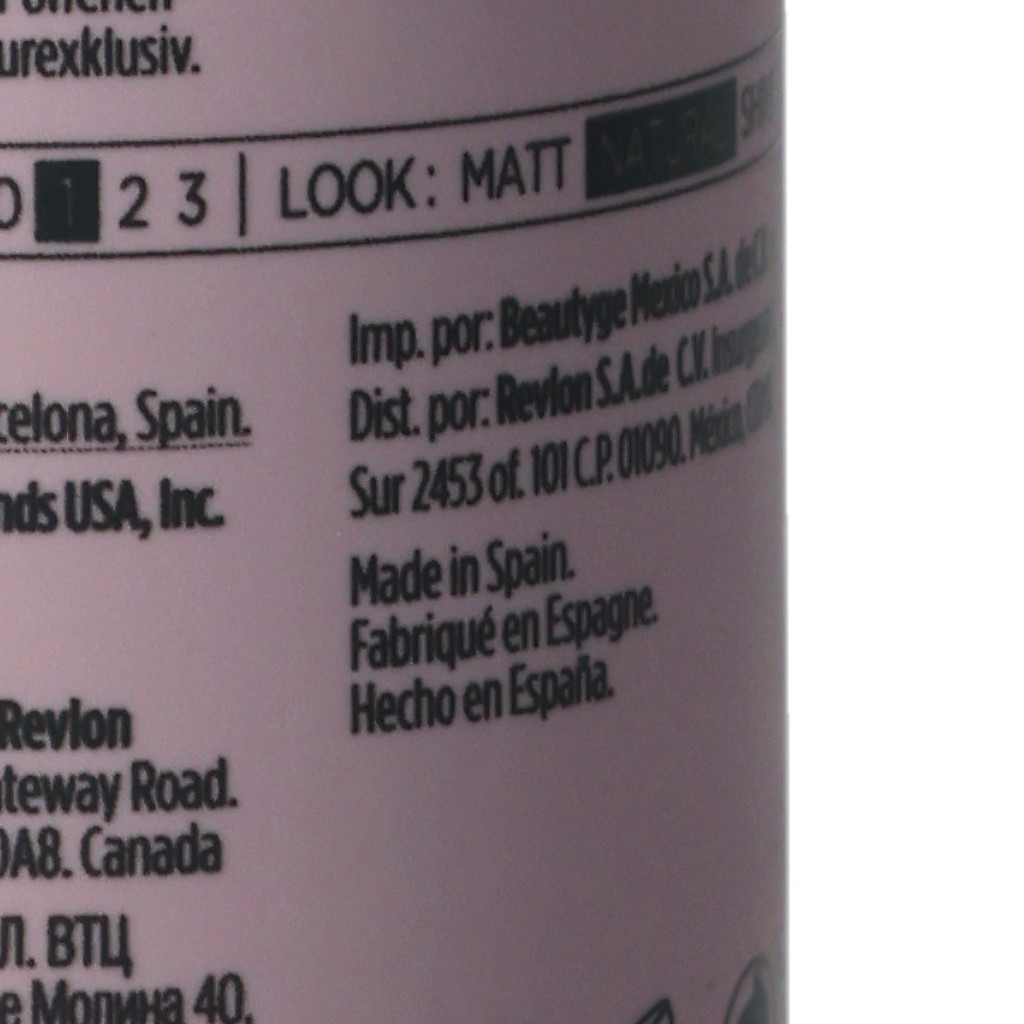 urexklusiv.
0 1 2 3 | LOOK: MATT NATURAL
Imp. por: Beautyge Mexico S.A. de
celona, Spain.
Dist. por: Revlon S.A.de C.V.
Sur 2453 of. 101 C.P. 01090. México,
nds USA, Inc.
Made in Spain.
Fabriqué en Espagne.
Hecho en España.
Revlon
teway Road.
0A8. Canada
Л. ВТЦ
е Молина 40.